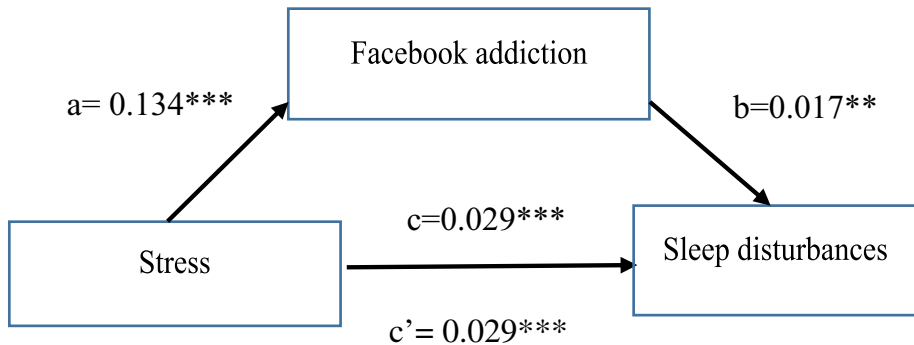 Facebook addiction
a= 0.134***
b=0.017**
c=0.029***
Stress
Sleep disturbances
c’= 0.029***